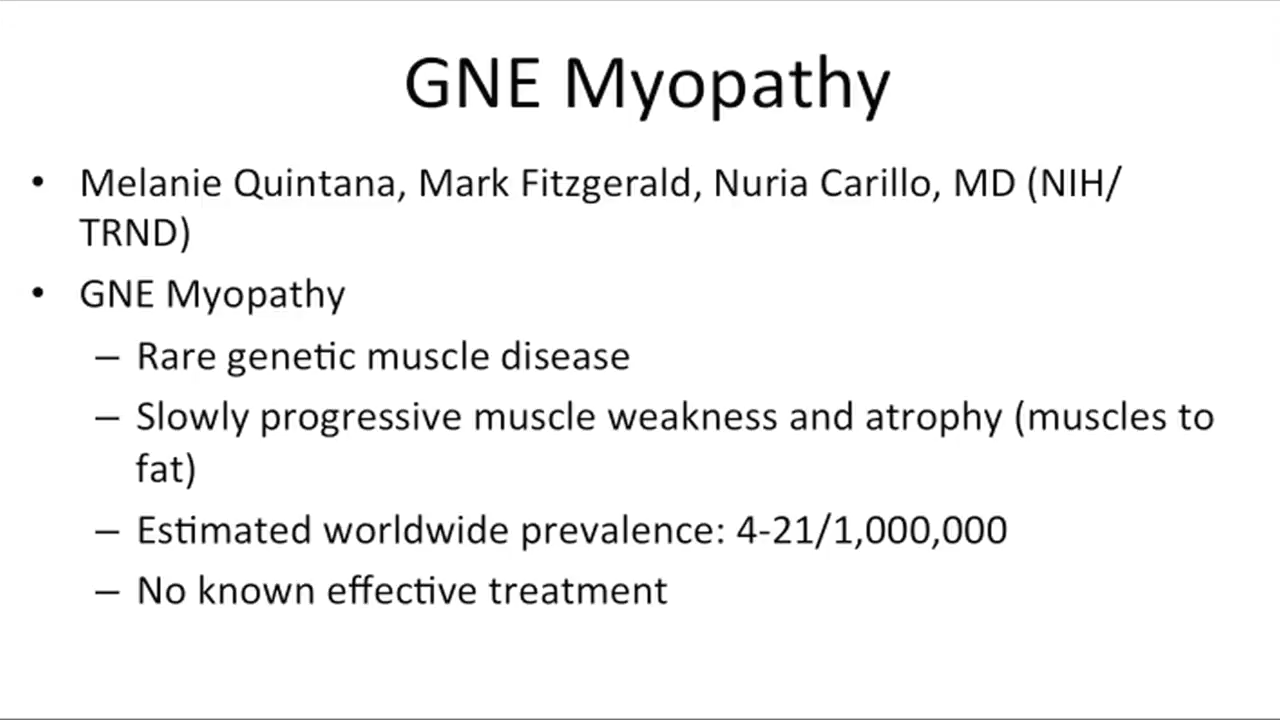 GNE Myopathy
• Melanie Quintana, Mark Fitzgerald, Nuria Carillo, MD (NIH/
TRND)
• GNE Myopathy
– Rare genetic muscle disease
– Slowly progressive muscle weakness and atrophy (muscles to
fat)
– Estimated worldwide prevalence: 4-21/1,000,000
– No known effective treatment